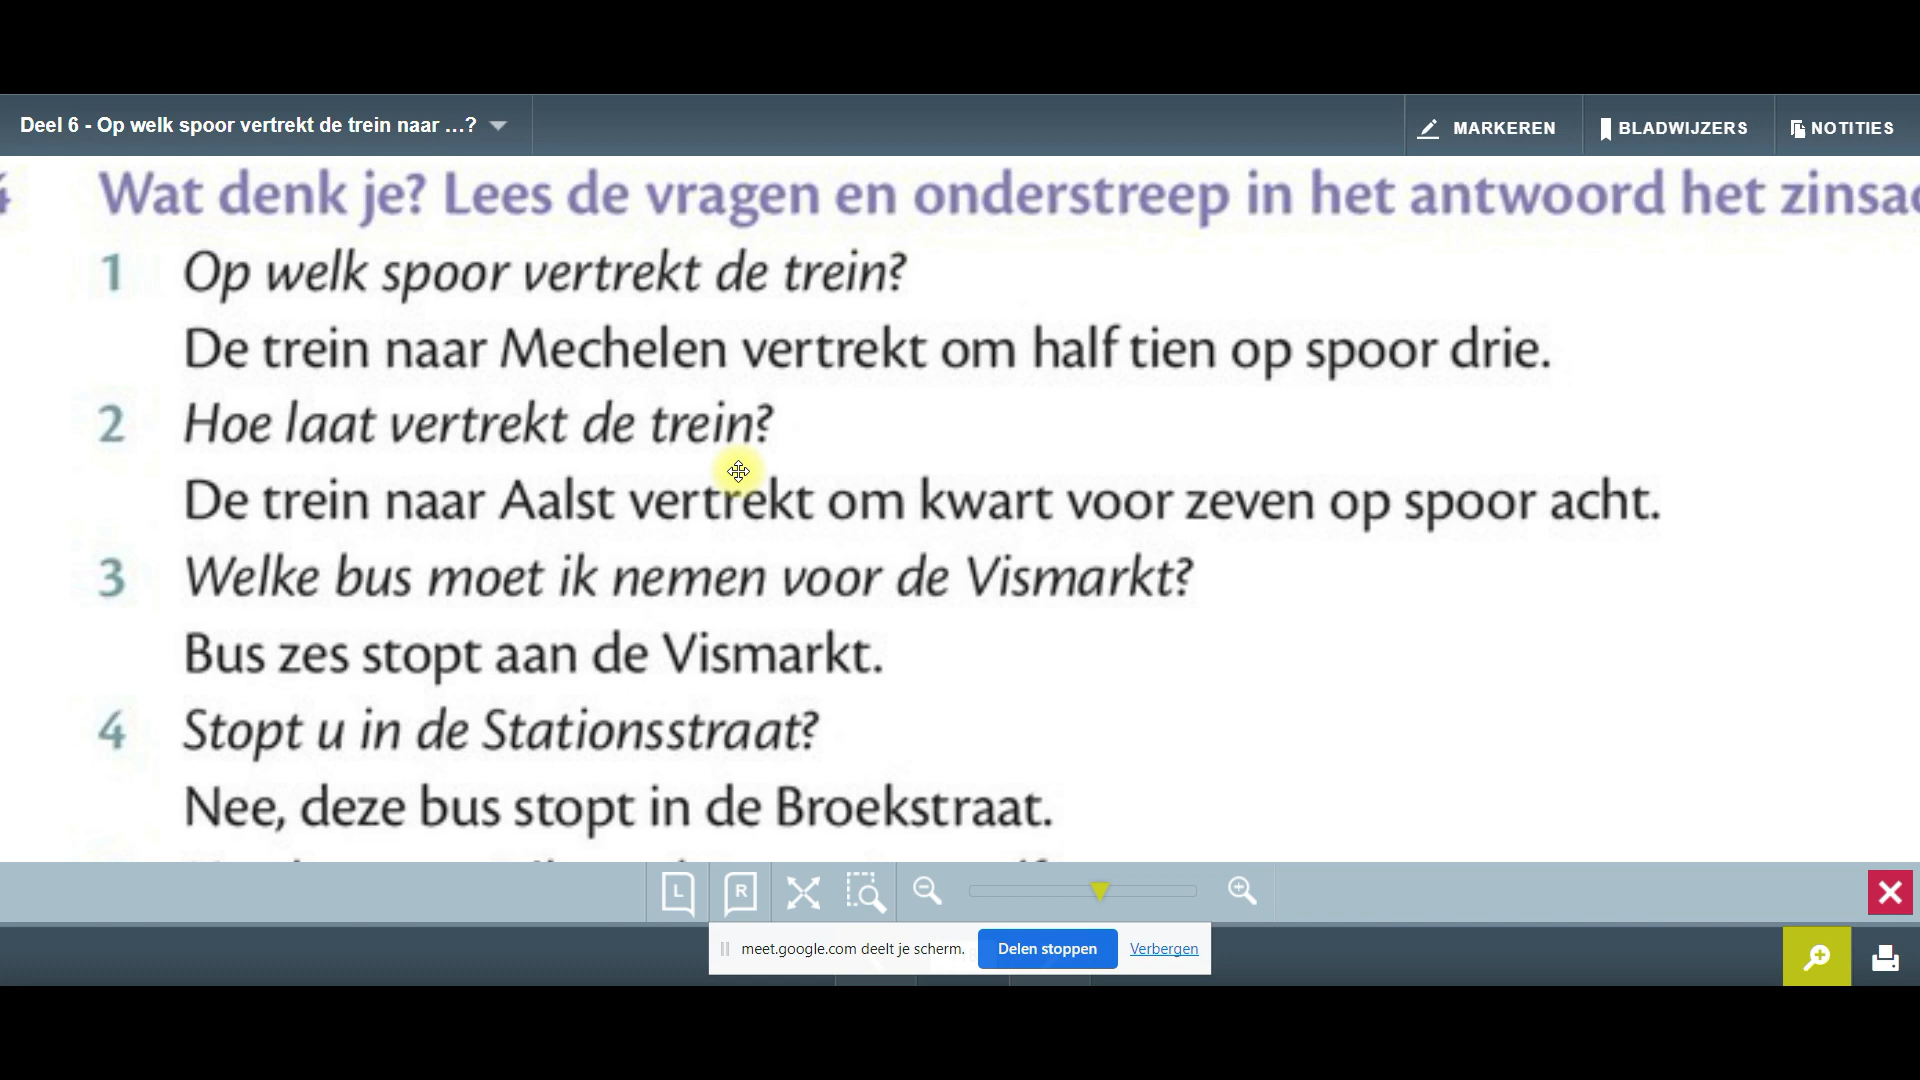 Deel 6 - Op welk spoor vertrekt de trein naar ...?
MARKEREN
BLADWIJZERS
NOTITIES
Wat denk je? Lees de vragen en onderstreep in het antwoord het
1 Op welk spoor vertrekt de trein?
De trein naar Mechelen vertrekt om half tien op spoor drie.
2 Hoe laat vertrekt de trein?
De trein naar Aalst vertrekt om kwart voor zeven op spoor acht.
3 Welke bus moet ik nemen voor de Vismarkt?
Bus zes stopt aan de Vismarkt.
4 Stopt u in de Stationsstraat?
Nee, deze bus stopt in de Broekstraat.
L
R
meet.google.com deelt je scherm.
Delen stoppen
Verbergen